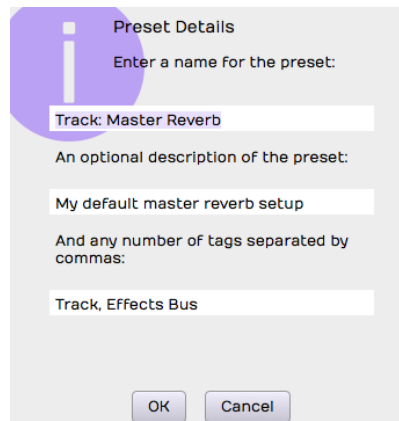 Preset Details
Enter a name for the preset:
Track: Master Reverb
An optional description of the preset:
My default master reverb setup
And any number of tags separated by
commas:
Track, Effects Bus
OK
Cancel